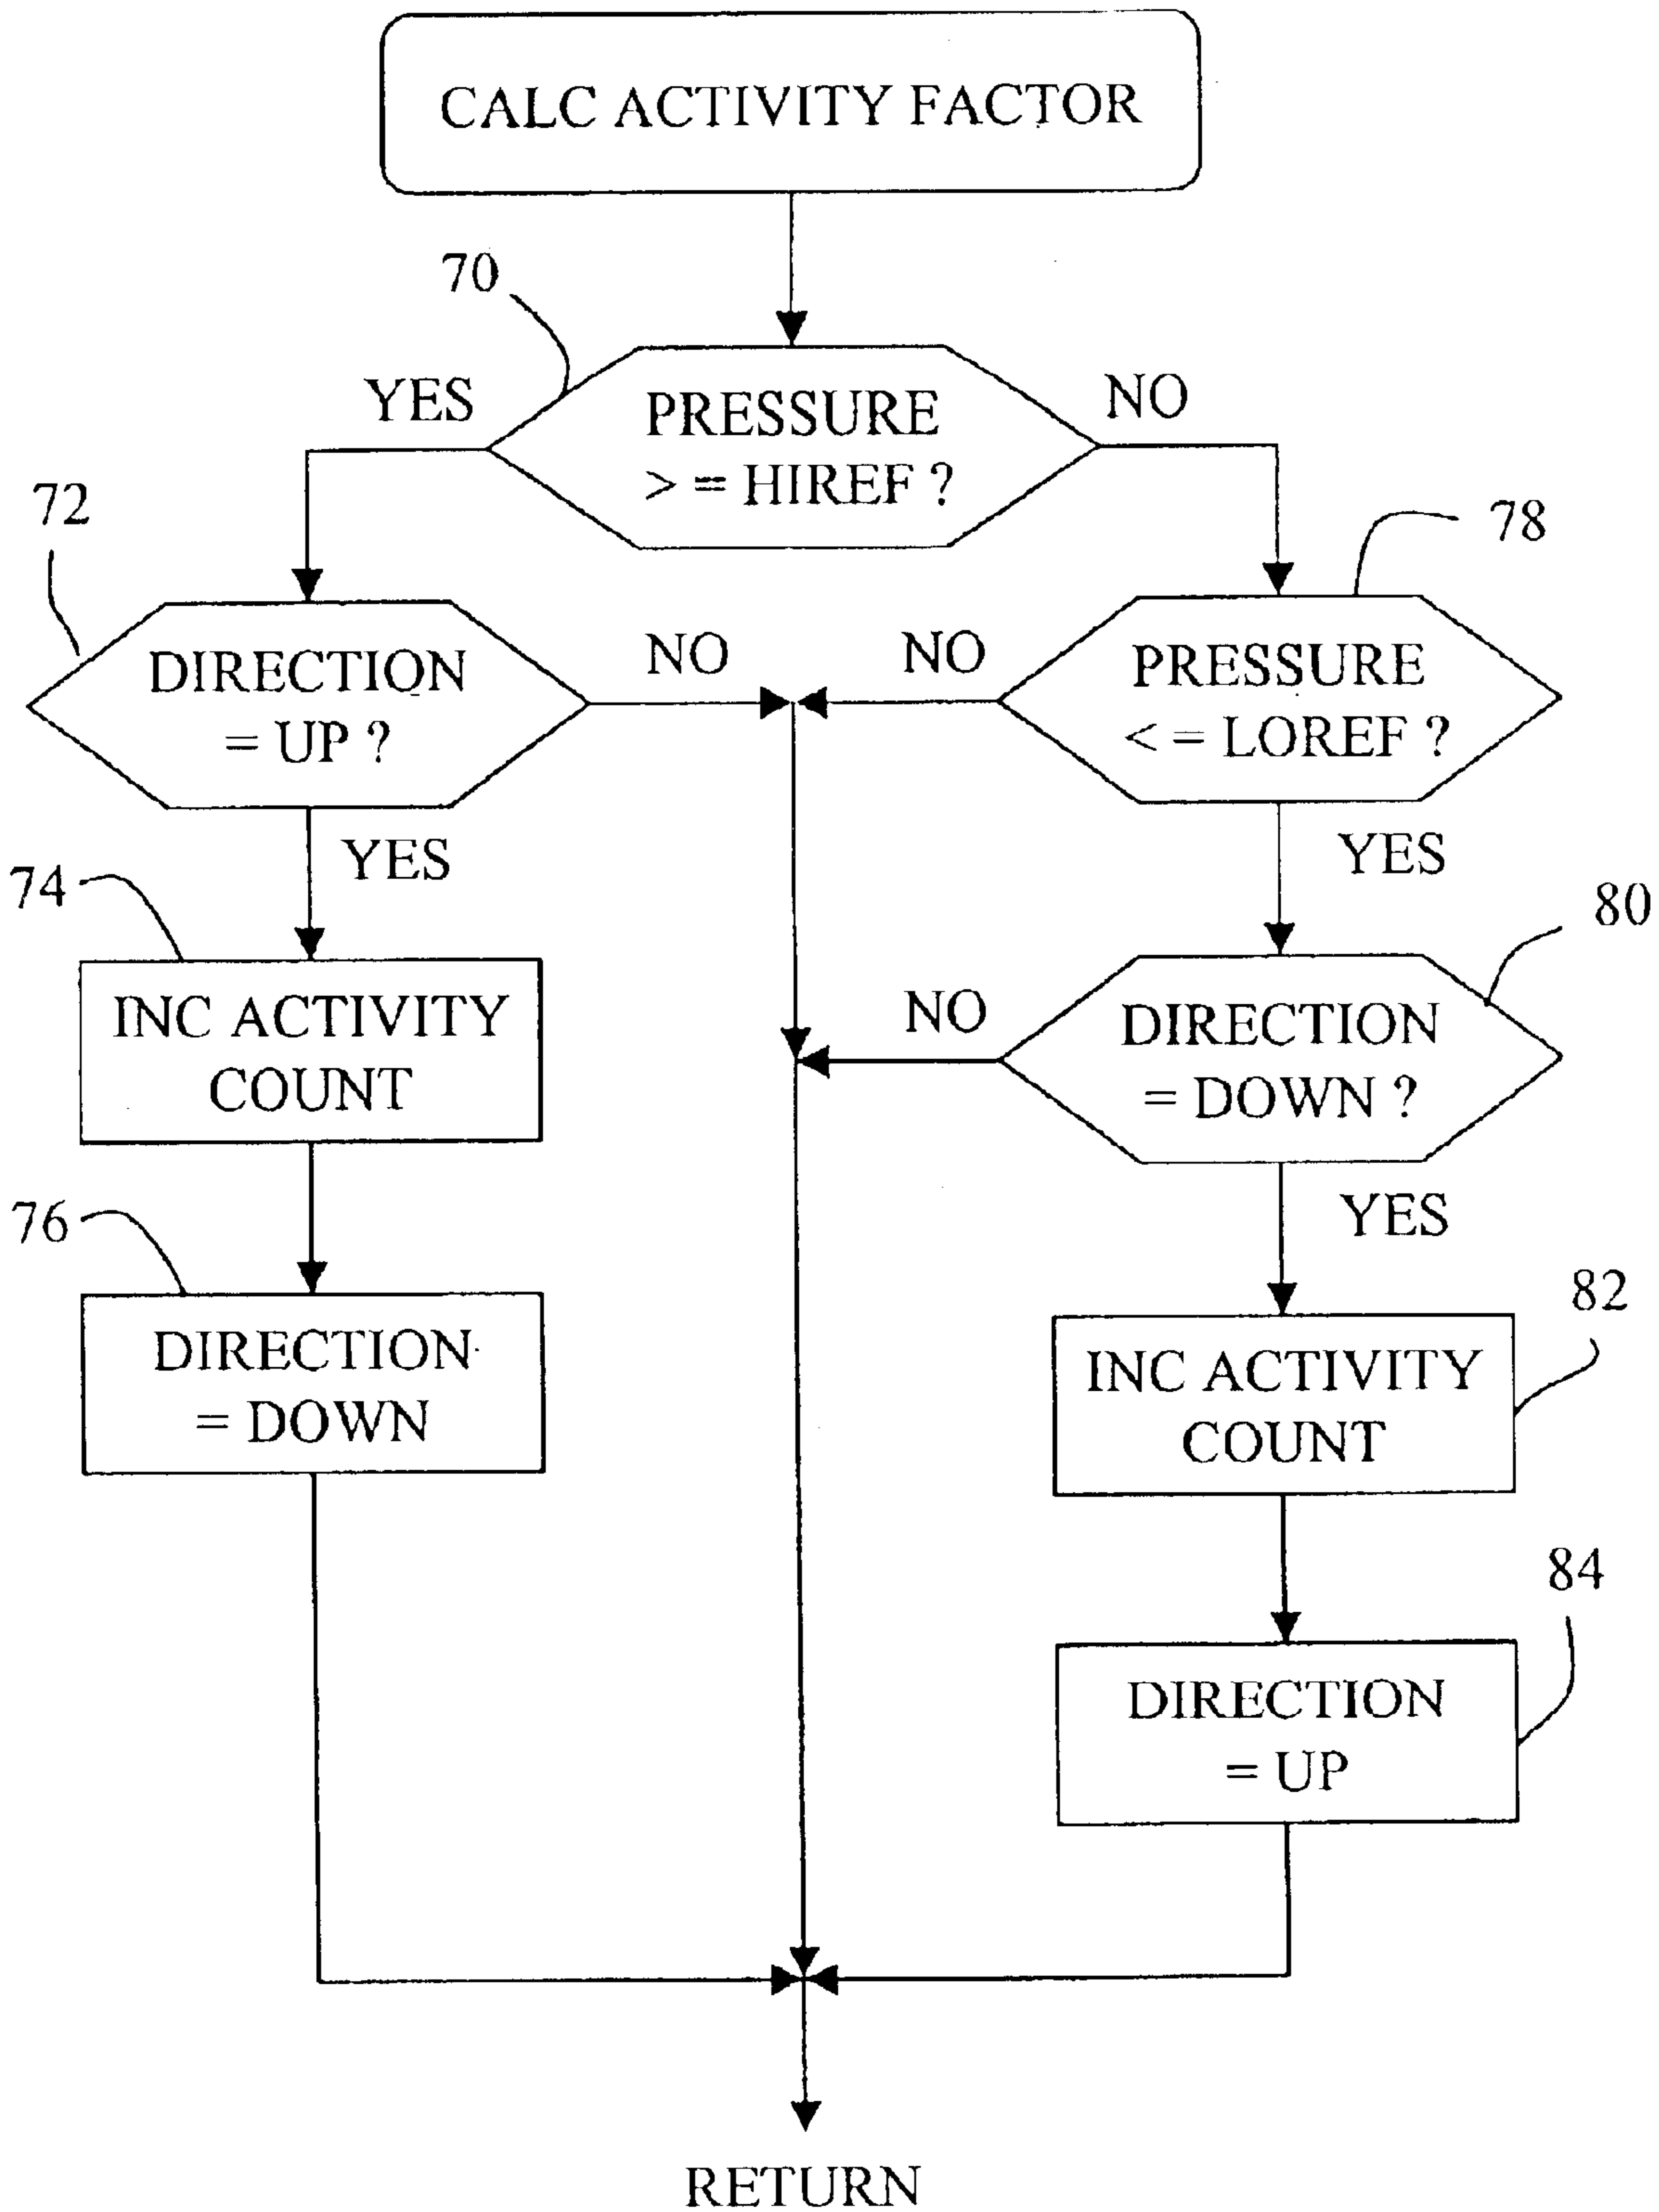 CALC ACTIVITY FACTOR
70
YES
PRESSURE
> = HIREF ?
NO
72
78
DIRECTION
= UP ?
NO
NO
PRESSURE
< = LOREF ?
YES
YES
74
80
INC ACTIVITY
COUNT
NO
DIRECTION
= DOWN ?
76
YES
DIRECTION
= DOWN
82
INC ACTIVITY
COUNT
84
DIRECTION
= UP
RETURN